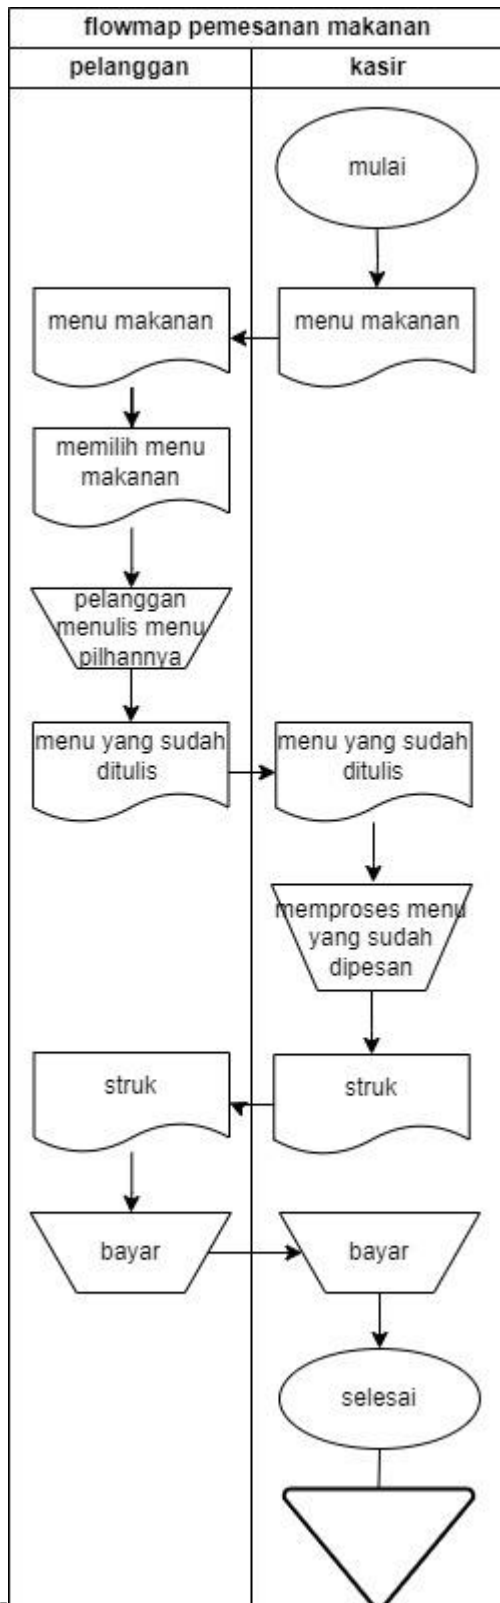 flowmap pemesanan makanan
pelanggan
kasir
mulai
menu makanan
menu makanan
memilih menu
makanan
pelanggan
menulis menu
pilhannya
menu yang sudah
ditulis
menu yang sudah
ditulis
memproses menu
yang sudah
dipesan
struk
struk
bayar
bayar
selesai